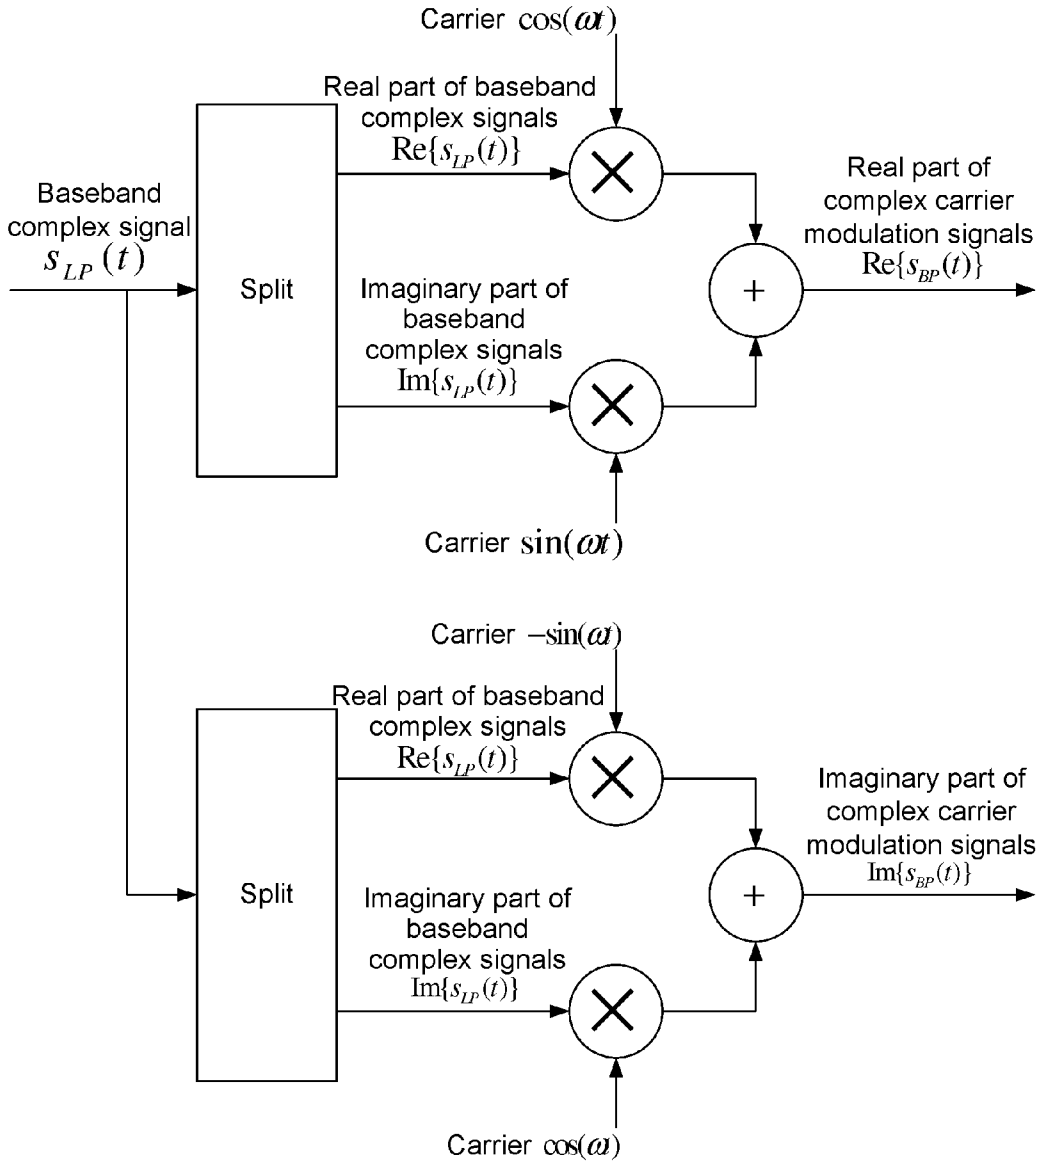 Carrier cos(ωt)
Real part of baseband
complex signals
Re{s_LP(t)}
Baseband
complex signal
s_LP(t)
Split
Imaginary part of
baseband
complex signals
Im{s_LP(t)}
Carrier sin(ωt)
+
Real part of
complex carrier
modulation signals
Re{s_BP(t)}
Carrier −sin(ωt)
Real part of baseband
complex signals
Re{s_LP(t)}
Split
Imaginary part of
baseband
complex signals
Im{s_LP(t)}
Carrier cos(ωt)
+
Imaginary part of
complex carrier
modulation signals
Im{s_BP(t)}